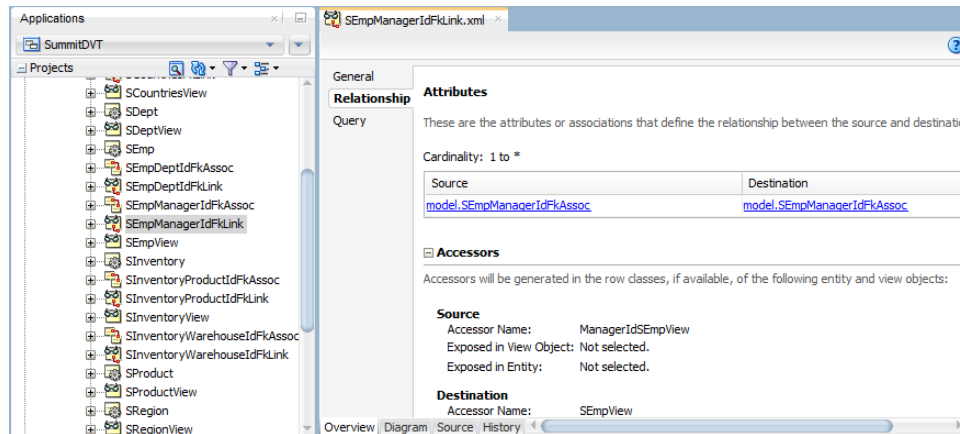 Applications
SummitDVT
Projects
SCountriesView
SDept
SDeptView
SEmp
SEmpDeptIdFkAssoc
SEmpDeptIdFkLink
SEmpManagerIdFkAssoc
SEmpManagerIdFkLink
SEmpView
SInventory
SInventoryProductIdFkAssoc
SInventoryProductIdFkLink
SInventoryView
SInventoryWarehouseIdFkAssoc
SInventoryWarehouseIdFkLink
SProduct
SProductView
SRegion
SRegionView
SEmpManagerIdFkLink.xml
General
Relationship
Query
Attributes
These are the attributes or associations that define the relationship between the source and destinatio
Cardinality: 1 to *
Source Destination
model.SEmpManagerIdFkAssoc model.SEmpManagerIdFkAssoc
Accessors
Accessors will be generated in the row classes, if available, of the following entity and view objects:
Source
Accessor Name: ManagerIdSEmpView
Exposed in View Object: Not selected.
Exposed in Entity: Not selected.
Destination
Accessor Name: SEmpView
Overview Diagram Source History